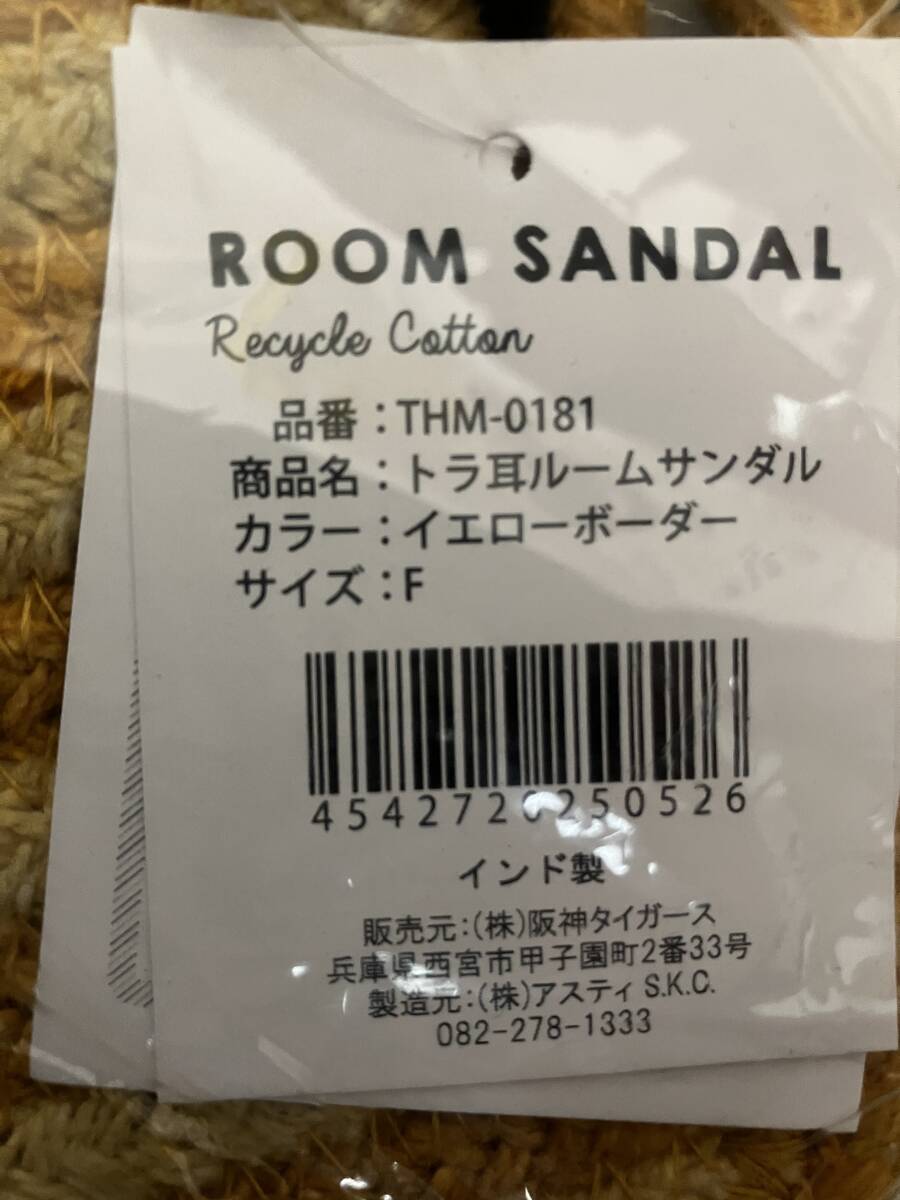 ROOM SANDAL
Recycle Cotton
品番：THM-0181
商品名：トラ耳ルームサンダル
カラー：イエローボーダー
サイズ：F
4542720250526
インド製
販売元：(株)阪神タイガース
兵庫県西宮市甲子園町2番33号
製造元：(株)アスティ S.K.C.
082-278-1333